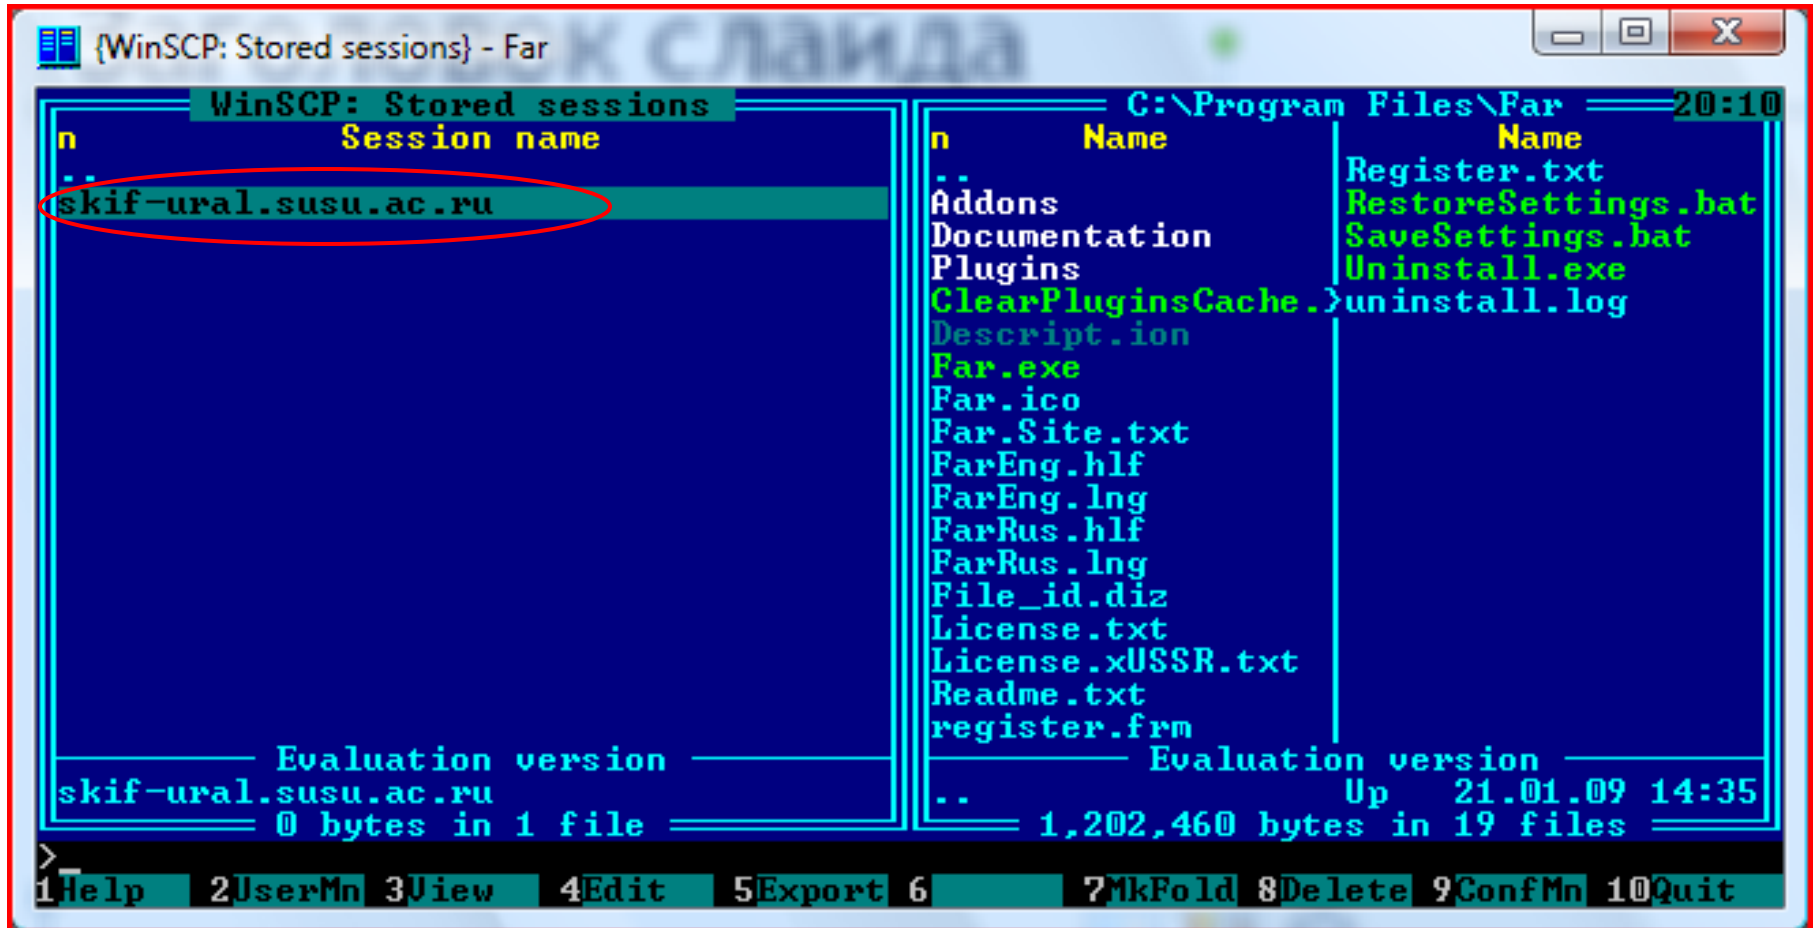 заголовок слайда
{WinSCP: Stored sessions} - Far
WinSCP: Stored sessions
n Session name
..
skif-ural.susu.ac.ru
Evaluation version
skif-ural.susu.ac.ru
0 bytes in 1 file
C:\Program Files\Far 20:10
n Name Name
..
Addons
Documentation
Plugins
ClearPluginsCache.}
Descript.ion
Far.exe
Far.ico
Far.Site.txt
FarEng.hlf
FarEng.lng
FarRus.hlf
FarRus.lng
File_id.diz
License.txt
License.xUSSR.txt
Readme.txt
register.frm
Register.txt
RestoreSettings.bat
SaveSettings.bat
Uninstall.exe
uninstall.log
Evaluation version
.. Up 21.01.09 14:35
1,202,460 bytes in 19 files
>_
1Help 2UserMn 3View 4Edit 5Export 6 7MkFold 8Delete 9ConfMn 10Quit